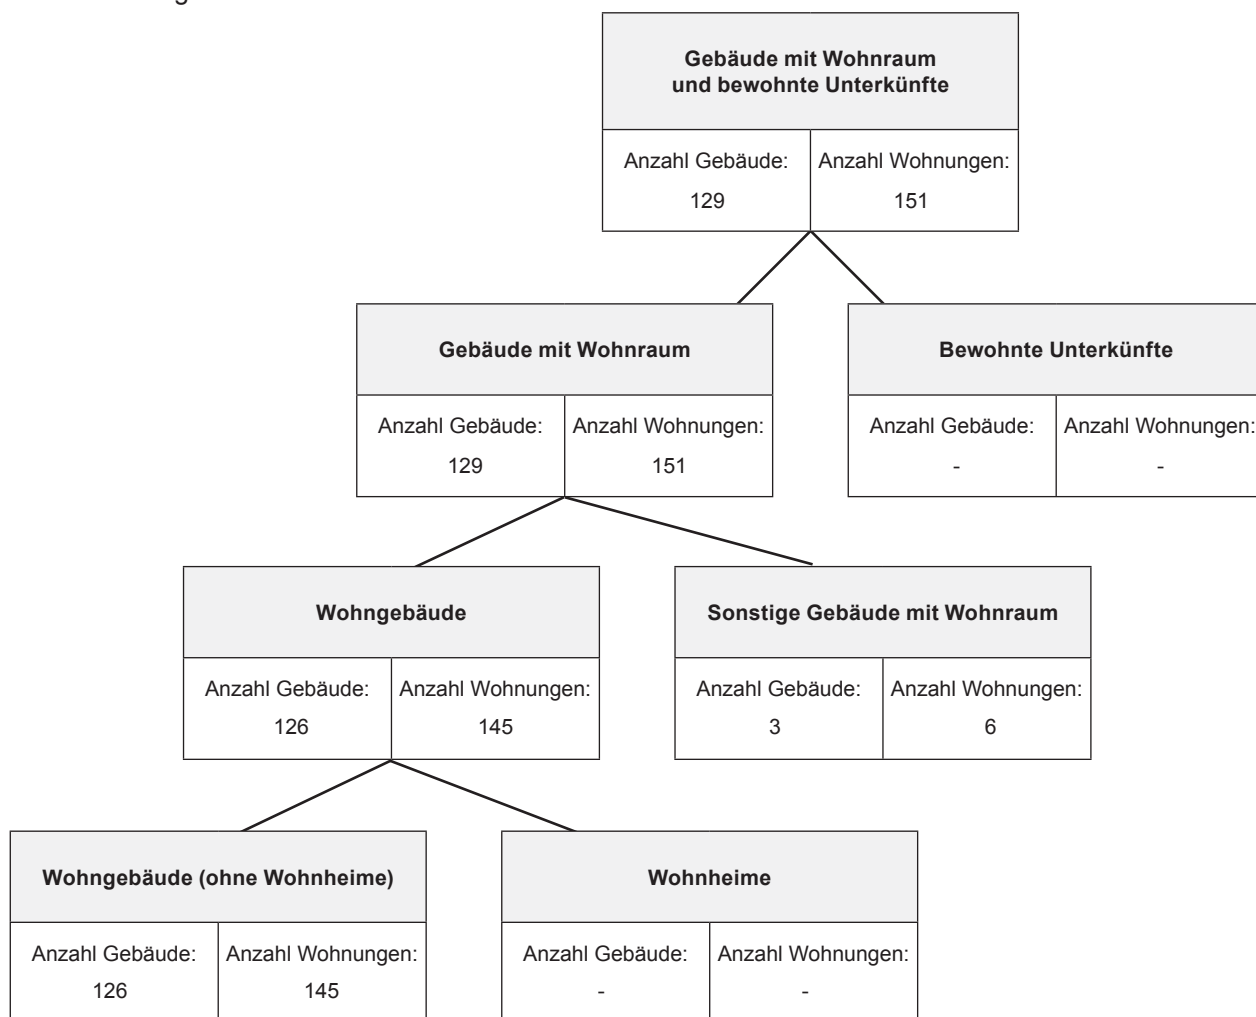 Gebäude mit Wohnraum
und bewohnte Unterkünfte
Anzahl Gebäude: Anzahl Wohnungen:
129 151
Gebäude mit Wohnraum Bewohnte Unterkünfte
Anzahl Gebäude: Anzahl Wohnungen: Anzahl Gebäude: Anzahl Wohnungen:
129 151 - -
Wohngebäude Sonstige Gebäude mit Wohnraum
Anzahl Gebäude: Anzahl Wohnungen: Anzahl Gebäude: Anzahl Wohnungen:
126 145 3 6
Wohngebäude (ohne Wohnheime) Wohnheime
Anzahl Gebäude: Anzahl Wohnungen: Anzahl Gebäude: Anzahl Wohnungen:
126 145 - -